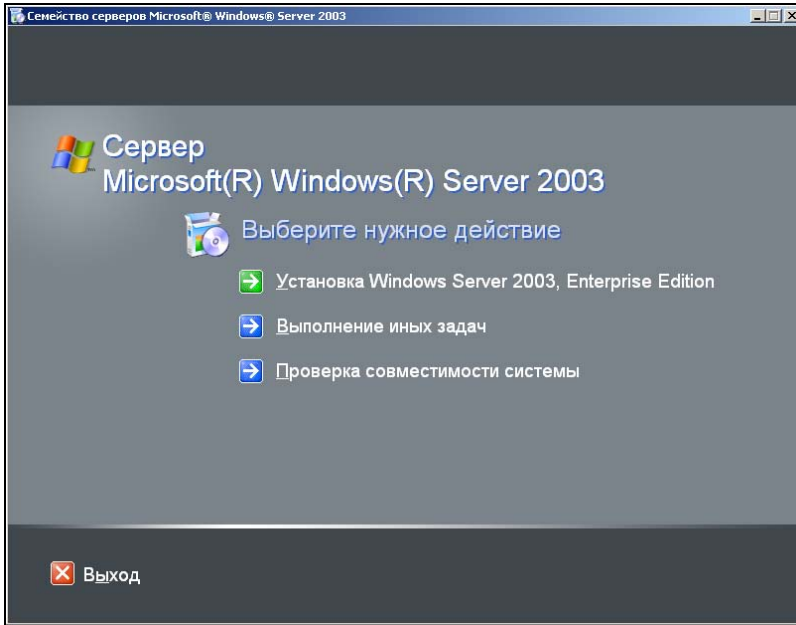 Семейство серверов Microsoft® Windows® Server 2003
Сервер
Microsoft(R) Windows(R) Server 2003
Выберите нужное действие
Установка Windows Server 2003, Enterprise Edition
Выполнение иных задач
Проверка совместимости системы
Выход